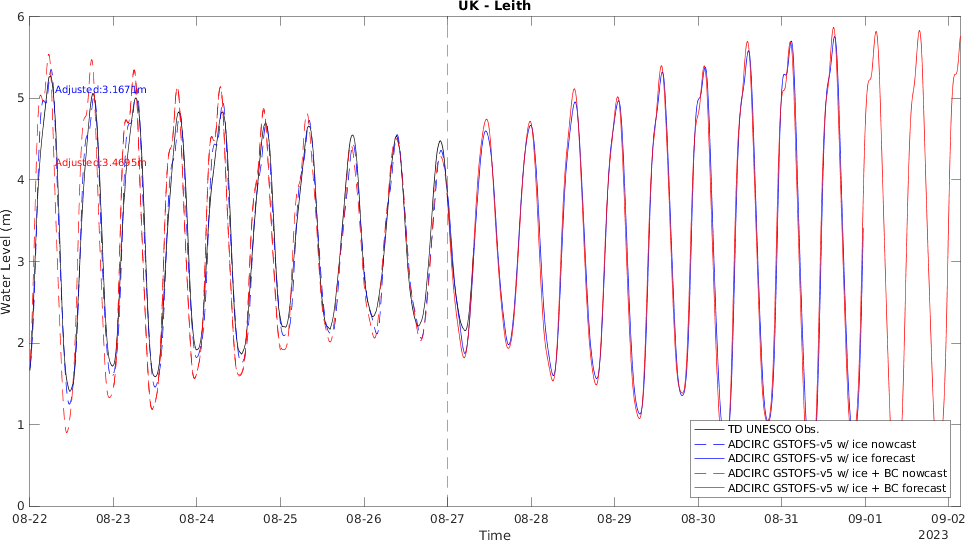 UK - Leith
6
5
4
3
2
1
0
Water Level (m)
Adjusted:3.1671m
Adjusted:3.4695m
TD UNESCO Obs.
ADCIRC GSTOFS-v5 w/ ice nowcast
ADCIRC GSTOFS-v5 w/ ice forecast
ADCIRC GSTOFS-v5 w/ ice + BC nowcast
ADCIRC GSTOFS-v5 w/ ice + BC forecast
08-22 08-23 08-24 08-25 08-26 08-27 08-28 08-29 08-30 08-31 09-01 09-02
Time
2023